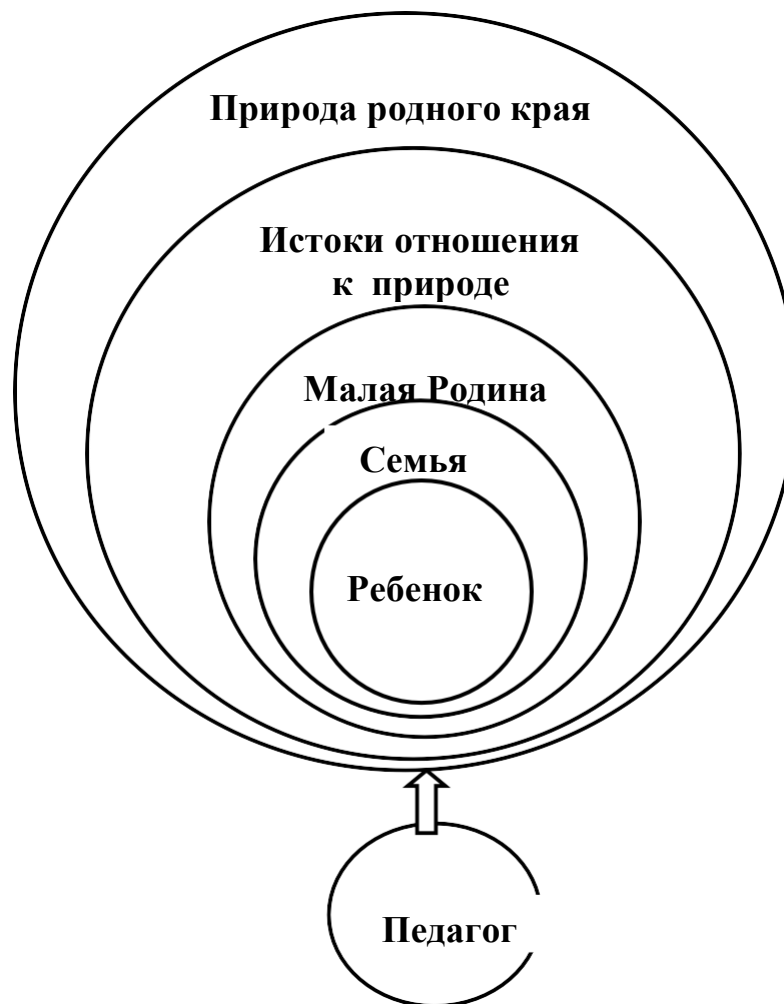 Природа родного края
Истоки отношения
к природе
Малая Родина
Семья
Ребенок
Педагог